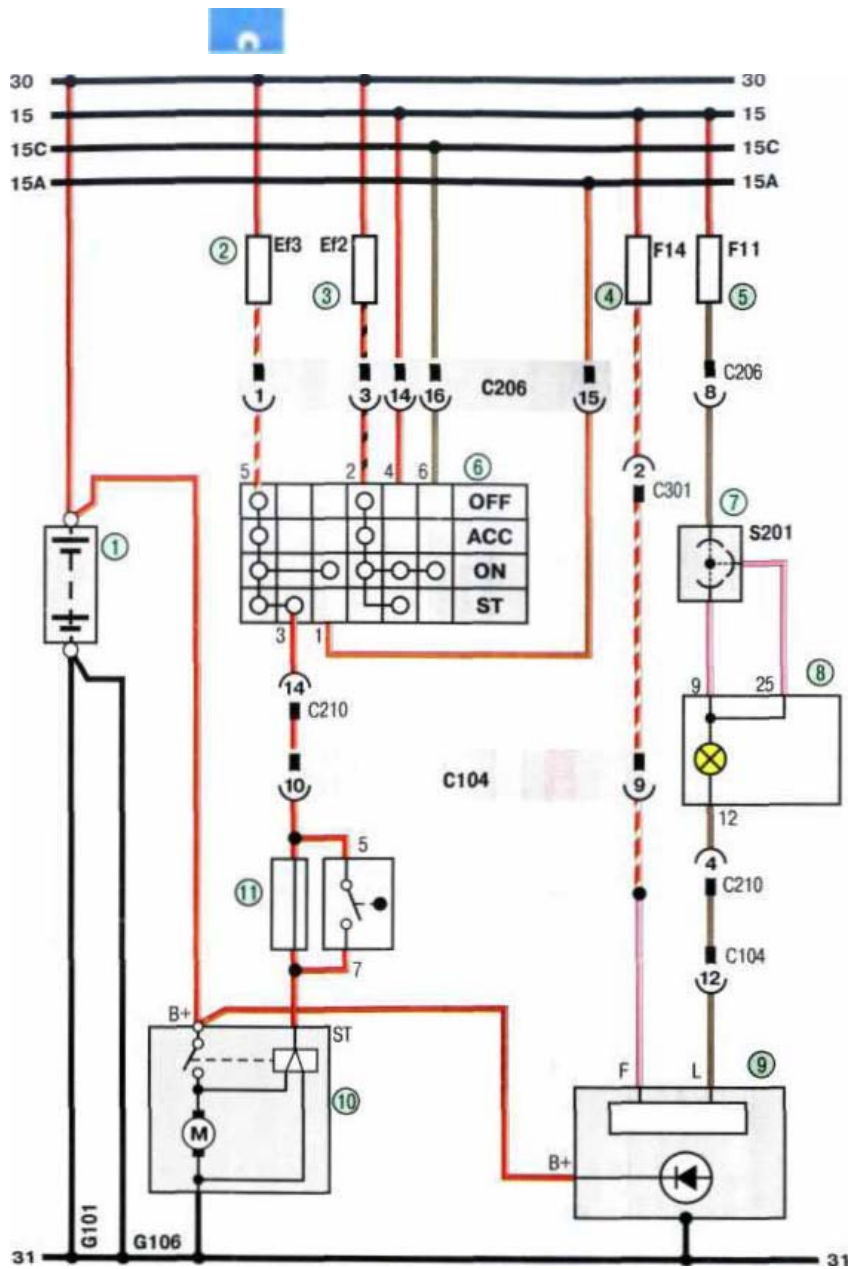 30 30
15 15
15C 15C
15A 15A
2 Ef3 Ef2 3 F14 4 F11 5
1 3 14 16 C206 15 C206 8
5 2 4 6 6 2 C301 7
OFF S201
1 ACC
ON
ST
3 1
14 C210 9 25 8
10 C104 9
12
5 4 C210
11
7 C104 12
B+ ST F L 9
10
M B+
G101 G106
31 31